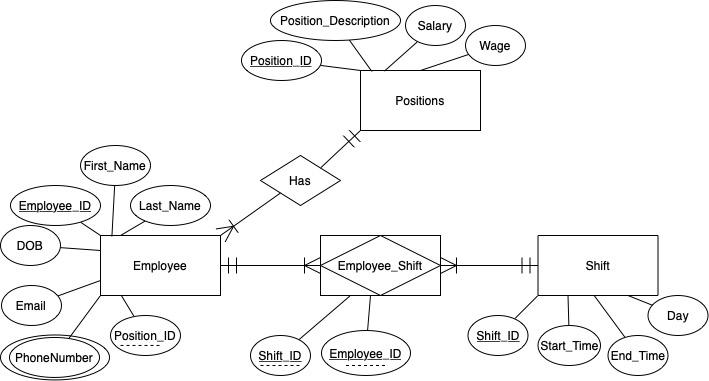 Position_Description
Salary
Wage
Position_ID
Positions
First_Name
Has
Employee_ID
Last_Name
DOB
Employee
Employee_Shift
Shift
Email
Position_ID
PhoneNumber
Shift_ID
Employee_ID
Shift_ID
Start_Time
End_Time
Day